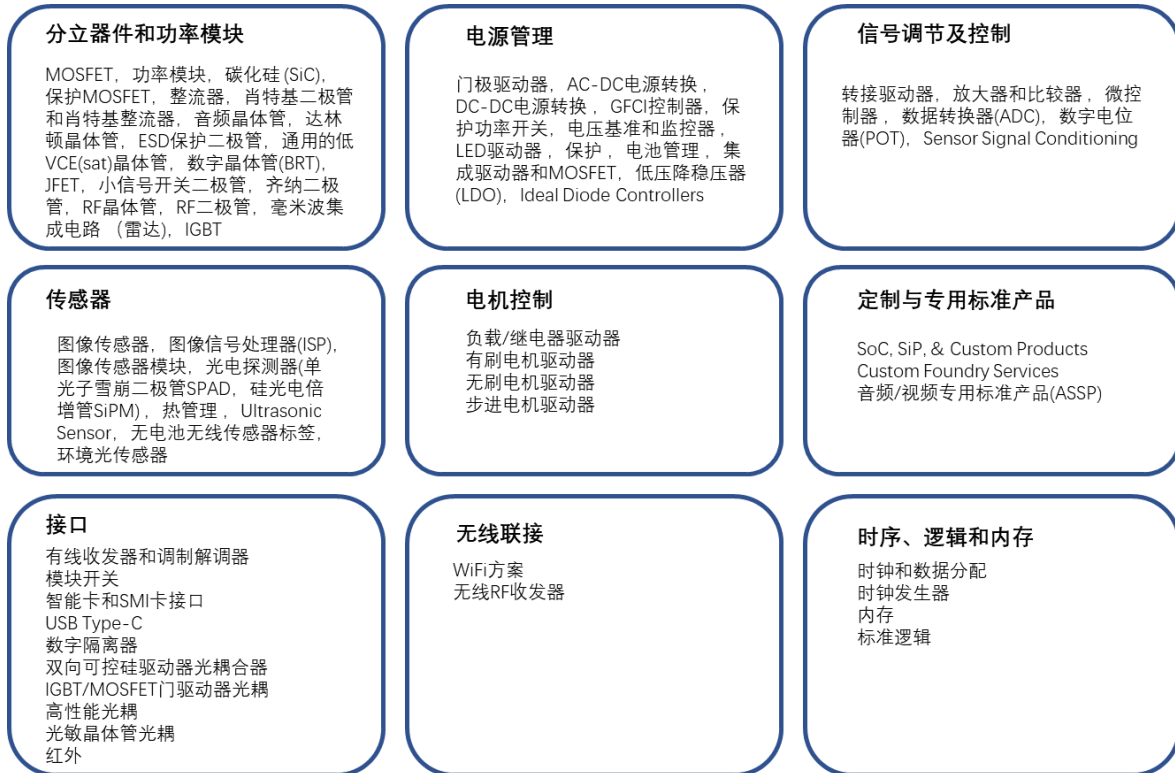 分立器件和功率模块
MOSFET，功率模块，碳化硅 (SiC)，
保护MOSFET，整流器，肖特基二极管
和肖特基整流器，音频晶体管，达林
顿晶体管，ESD保护二极管，通用的低
VCE(sat)晶体管，数字晶体管(BRT)，
JFET，小信号开关二极管，齐纳二极
管，RF晶体管，RF二极管，毫米波集
成电路 （雷达)，IGBT
电源管理
门极驱动器，AC-DC电源转换，
DC-DC电源转换 ，GFCI控制器，保
护功率开关，电压基准和监控器，
LED驱动器 ，保护 ，电池管理 ，集
成驱动器和MOSFET，低压降稳压器
(LDO)，Ideal Diode Controllers
信号调节及控制
转接驱动器，放大器和比较器 ，微控
制器 ，数据转换器(ADC)，数字电位
器(POT)，Sensor Signal Conditioning
传感器
图像传感器，图像信号处理器(ISP)，
图像传感器模块，光电探测器(单
光子雪崩二极管SPAD，硅光电倍
增管SiPM) ，热管理 ，Ultrasonic
Sensor，无电池无线传感器标签，
环境光传感器
电机控制
负载/继电器驱动器
有刷电机驱动器
无刷电机驱动器
步进电机驱动器
定制与专用标准产品
SoC, SiP, & Custom Products
Custom Foundry Services
音频/视频专用标准产品(ASSP)
接口
有线收发器和调制解调器
模块开关
智能卡和SMI卡接口
USB Type-C
数字隔离器
双向可控硅驱动器光耦合器
IGBT/MOSFET门驱动器光耦
高性能光耦
光敏晶体管光耦
红外
无线联接
WiFi方案
无线RF收发器
时序、逻辑和内存
时钟和数据分配
时钟发生器
内存
标准逻辑